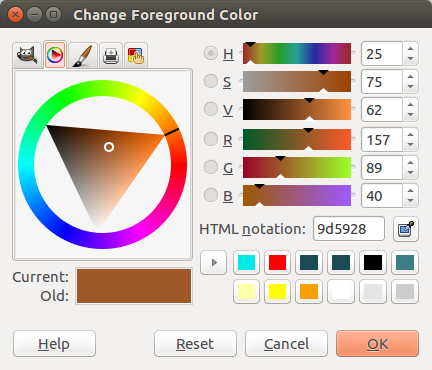 Change Foreground Color
H 25
S 75
V 62
R 157
G 89
B 40
HTML notation: 9d5928
Current:
Old:
Help Reset Cancel OK